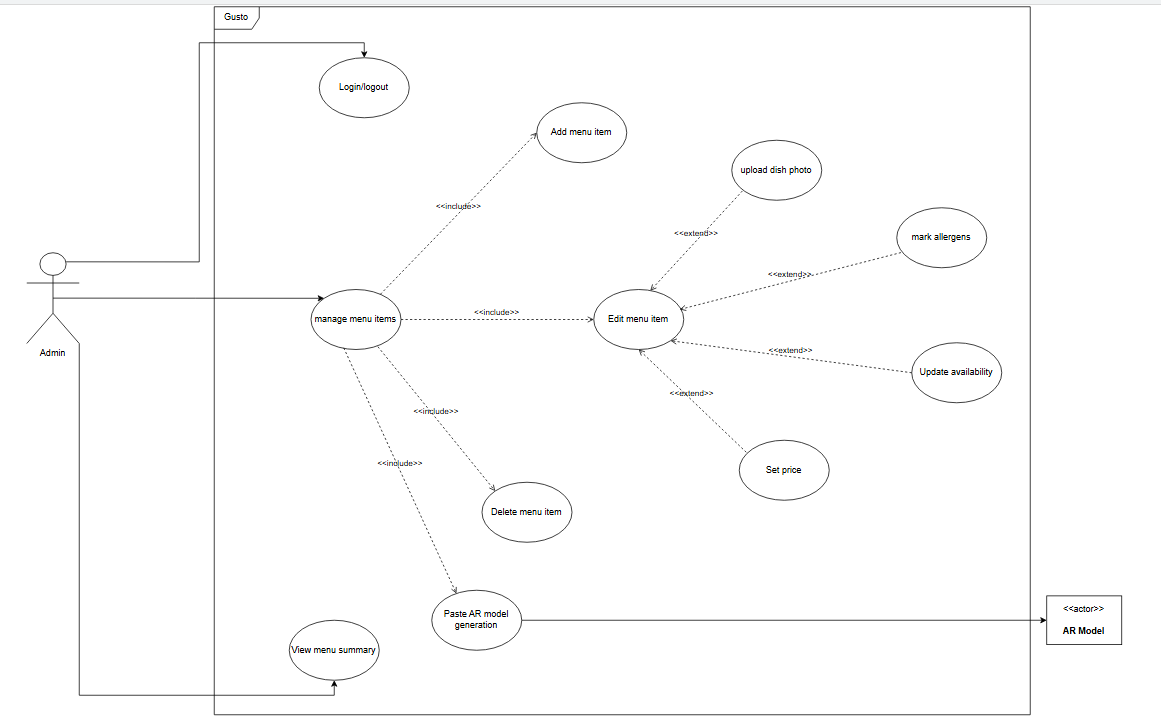 Gusto
Login/logout
Add menu item
upload dish photo
<<include>>
<<extend>>
mark allergens
<<extend>>
manage menu items
<<include>>
Edit menu item
Admin
<<extend>>
Update availability
<<extend>>
<<include>>
<<include>>
Set price
Delete menu item
Paste AR model
generation
<<actor>>
AR Model
View menu summary